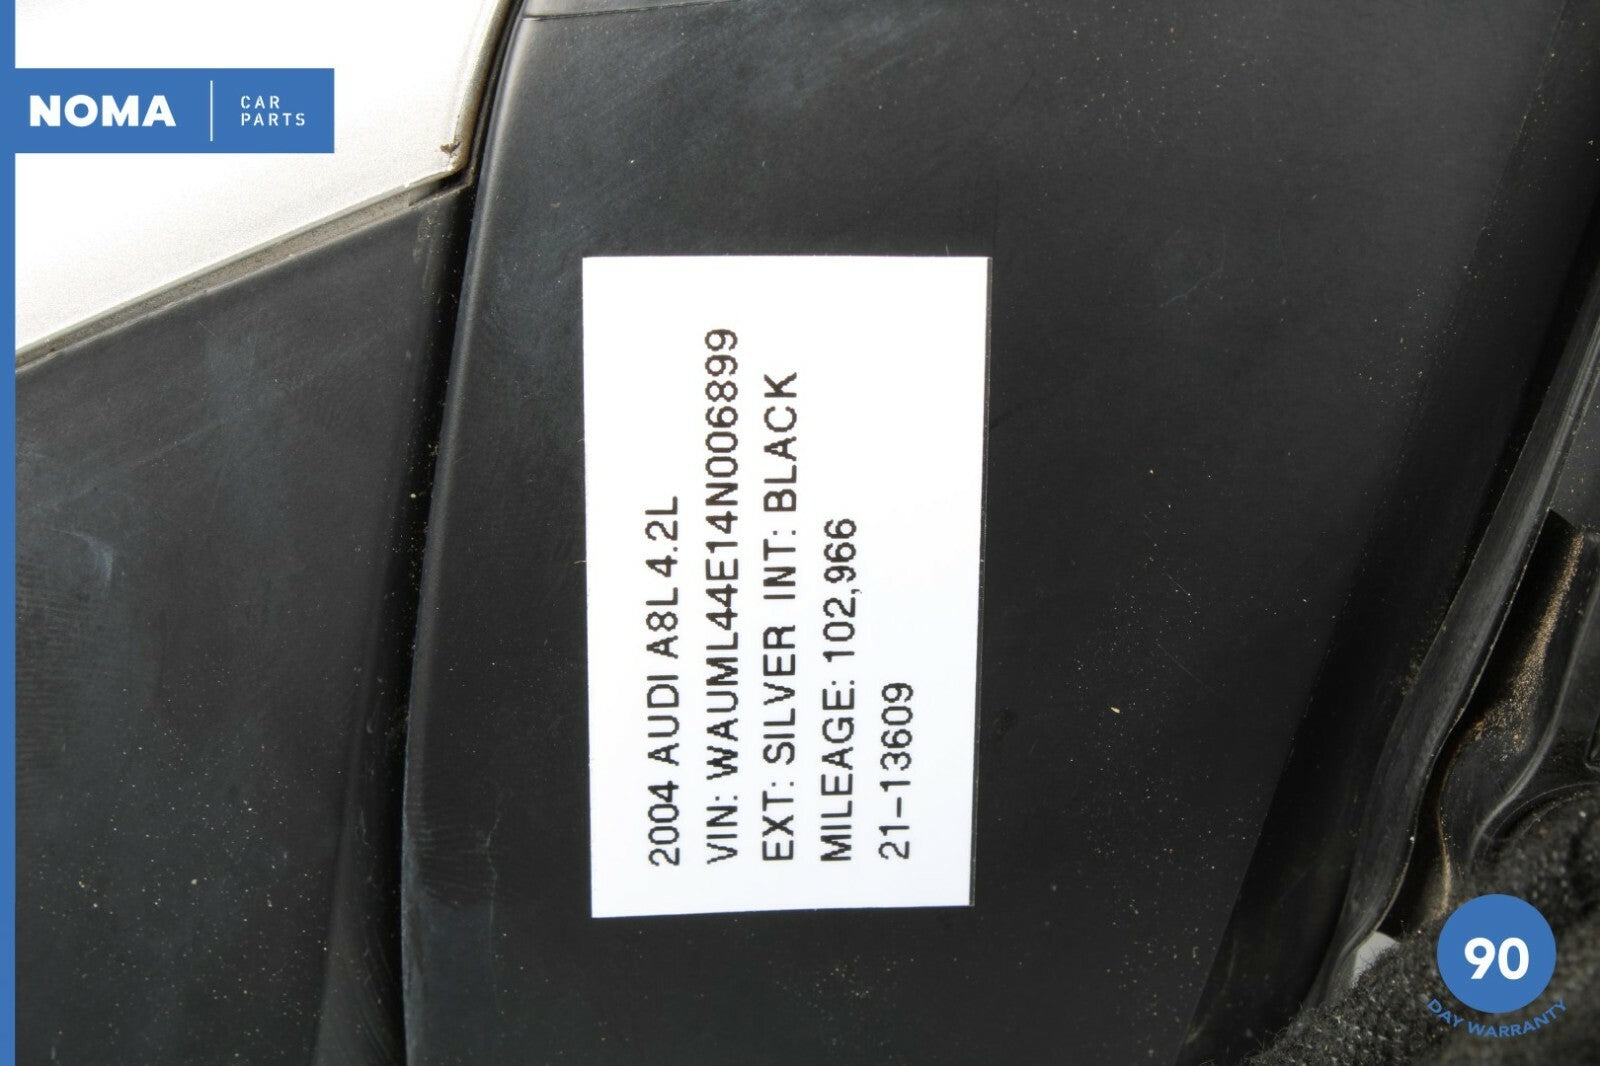 NOMA
CAR
PARTS
2004 AUDI A8L 4.2L
VIN: WAUML44E14N006899
EXT: SILVER INT: BLACK
MILEAGE: 102,966
21-13609
90
DAY WARRANTY